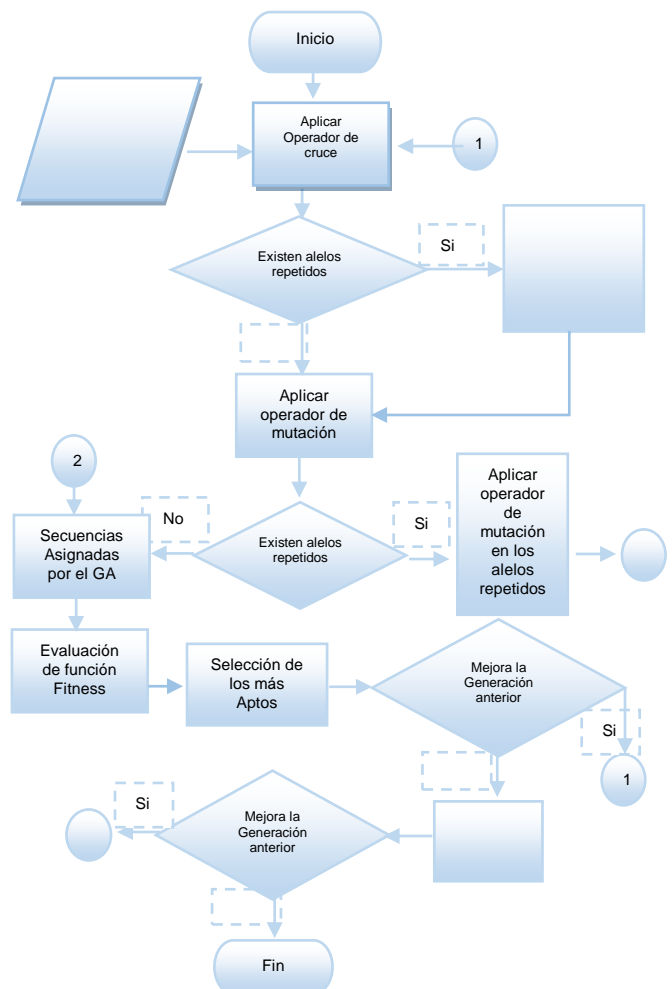 Inicio
Aplicar
Operador de
cruce
1
Existen alelos
repetidos
Si
Aplicar
operador de
mutación
2
No
Existen alelos
repetidos
Si
Aplicar
operador
de
mutación
en los
alelos
repetidos
Secuencias
Asignadas
por el GA
Evaluación
de función
Fitness
Selección de
los más
Aptos
Mejora la
Generación
anterior
Si
1
Si
Mejora la
Generación
anterior
Fin